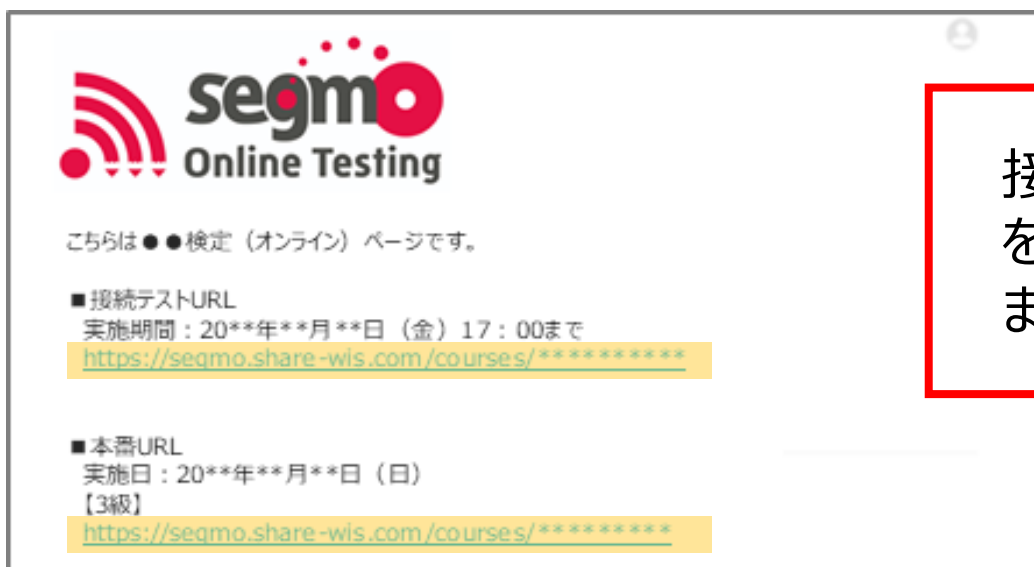 segmo
Online Testing
こちらは●●検定（オンライン）ページです。
■接続テストURL
実施期間：20**年**月**日（金）17：00まで
https://segmo.share-wis.com/courses/**********
■本番URL
実施日：20**年**月**日（日）
【3級】
https://segmo.share-wis.com/courses/*********
接
を
ま